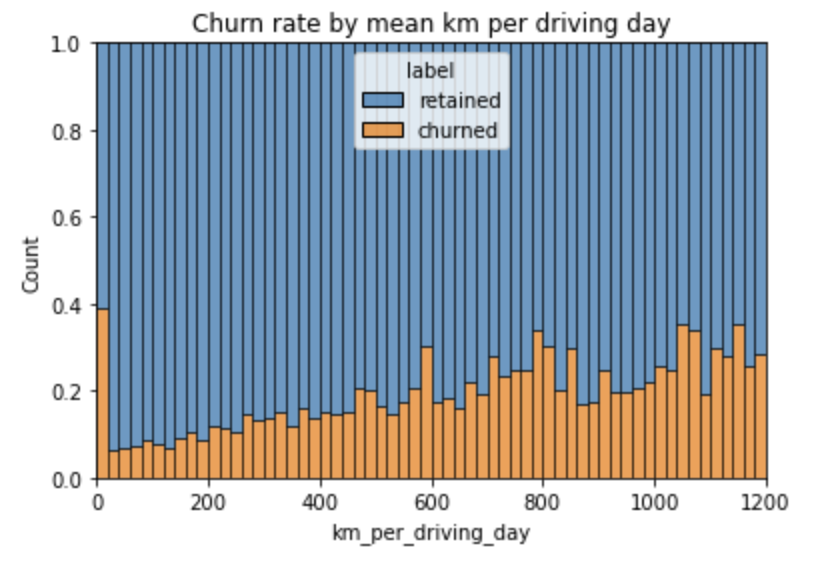 Churn rate by mean km per driving day
1.0
0.8
0.6
0.4
0.2
0.0
Count
label
retained
churned
0 200 400 600 800 1000 1200
km_per_driving_day